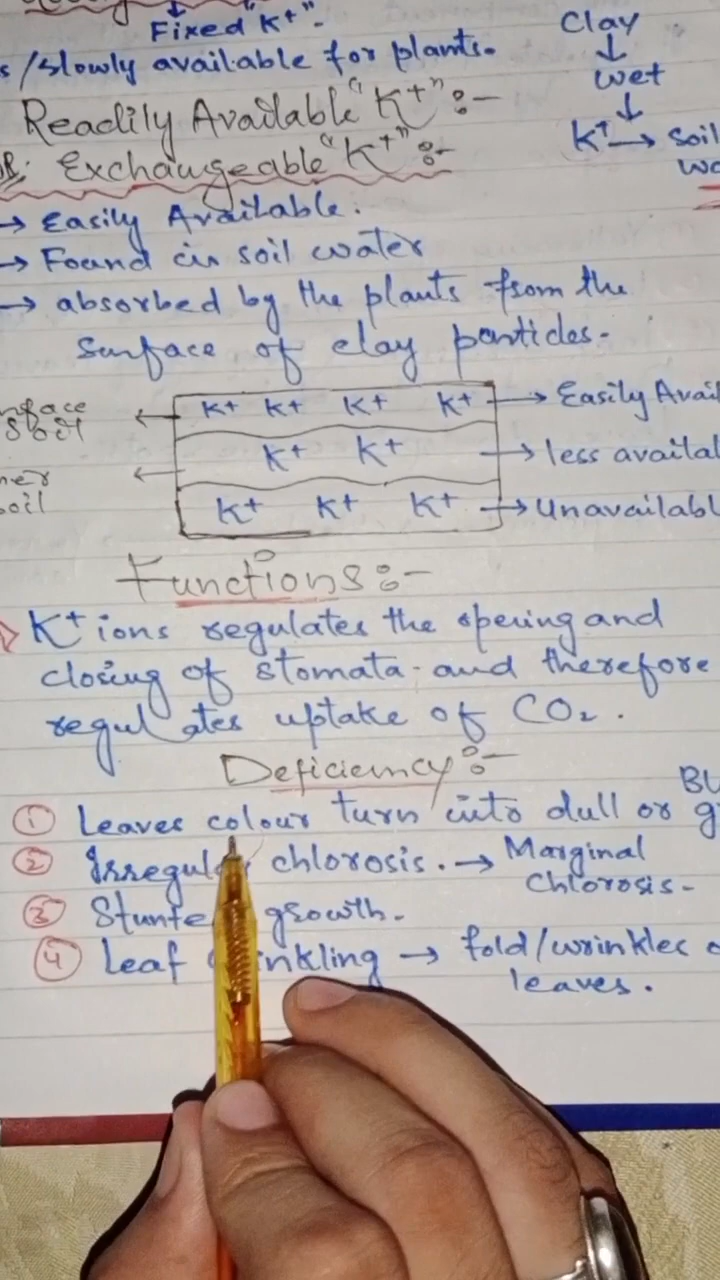 Fixed "K+".
/slowly available for plants.
Clay
↓
wet
↓
K+ → Soil
Readily Available "K+" :-
OR: Exchangeable "K+" :-
→ Easily Available.
→ Found in soil water
→ absorbed by the plants from the
Surface of clay particles.
K+ K+ K+ K+ → Easily Avail
K+ K+ → less availa
K+ K+ K+ → Unavailabl
Functions :-
K+ ions regulates the opening and
closing of stomata and therefore
regulates uptake of CO2.
Deficiency :-
① Leaves colour turn into dull or
② chlorosis. → Marginal
Chlorosis-
③ growth.
④ Leaf → fold/wrinkles
leaves.